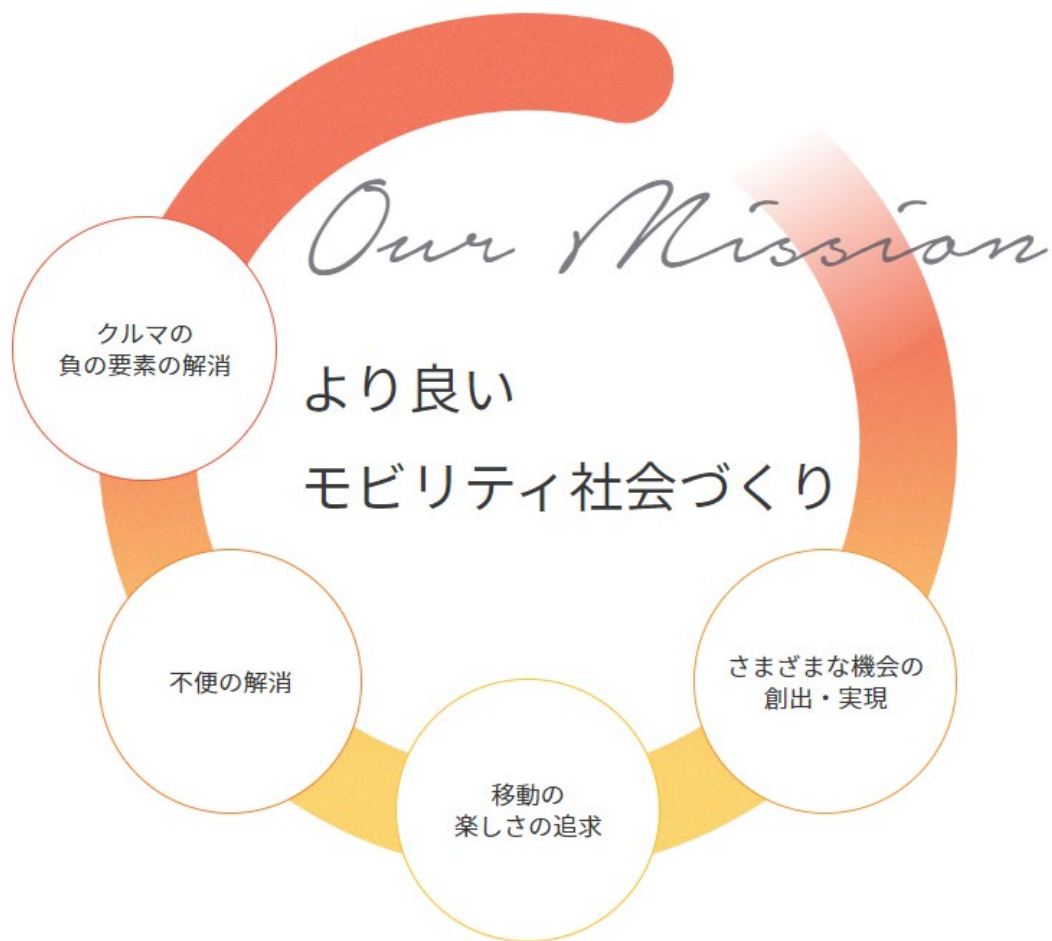 Our Mission
より良い
モビリティ社会づくり
クルマの
負の要素の解消
不便の解消
移動の
楽しさの追求
さまざまな機会の
創出・実現